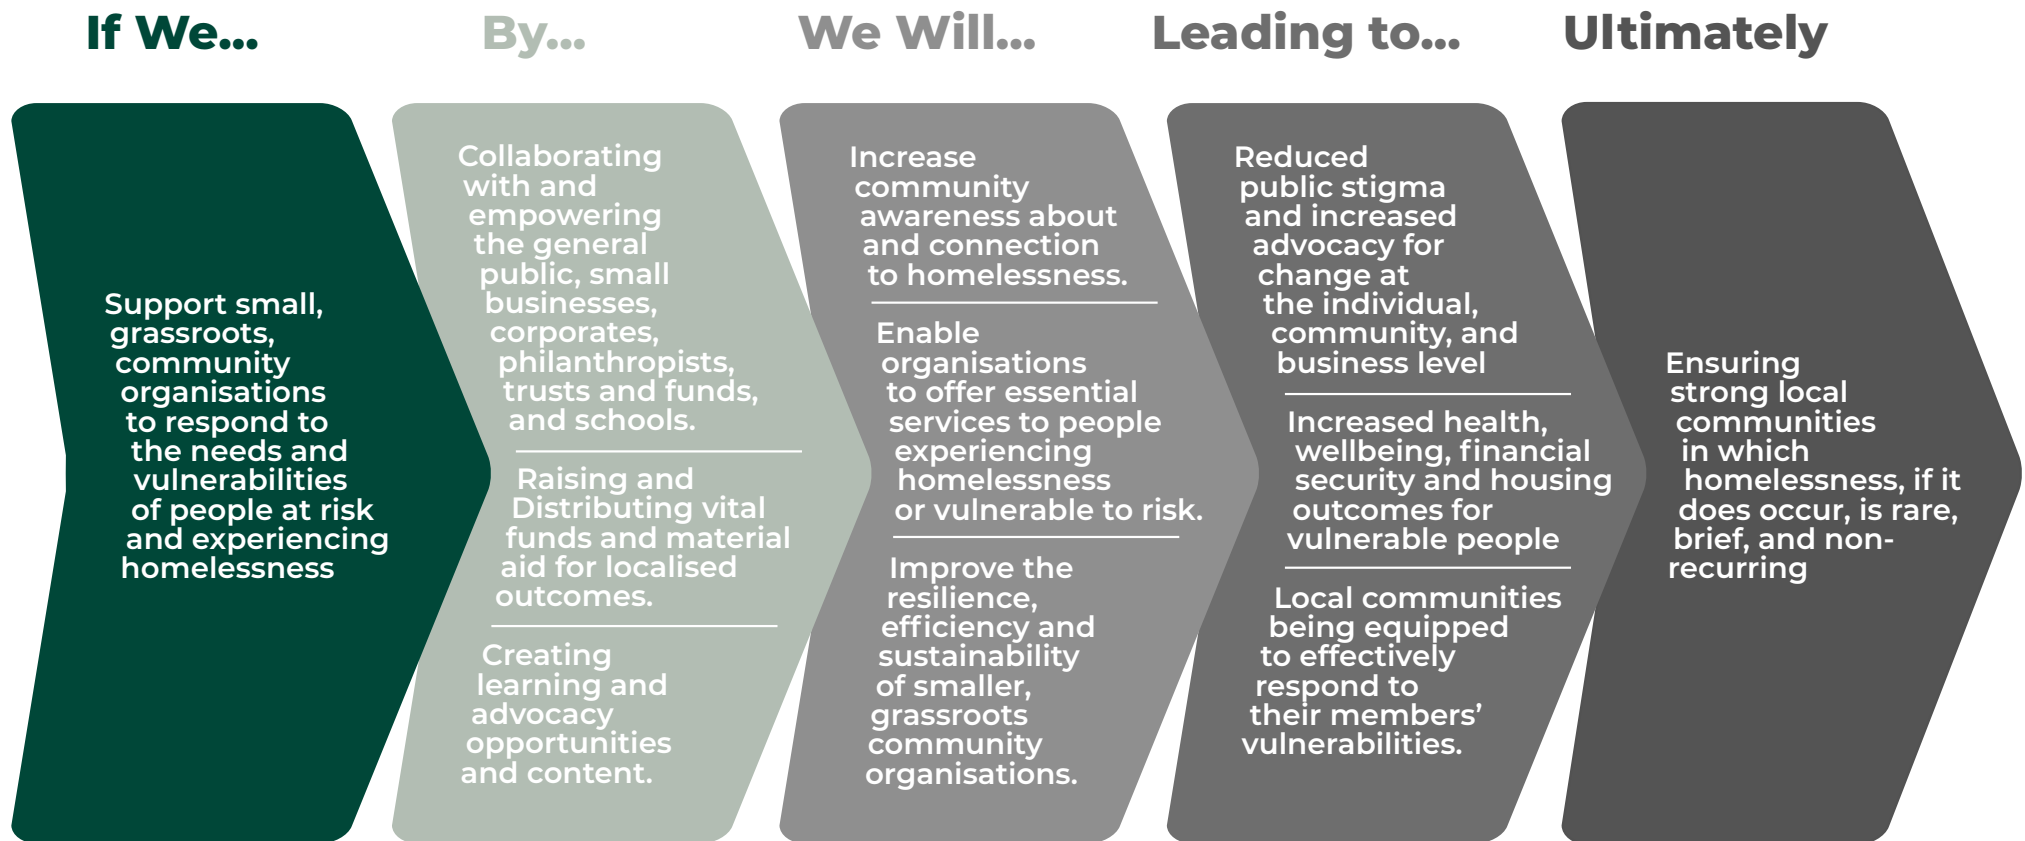 If We...
By...
We Will...
Leading to...
Ultimately
Support small,
grassroots,
community
organisations
to respond to
the needs and
vulnerabilities
of people at risk
and experiencing
homelessness
Collaborating
with and
empowering
the general
public, small
businesses,
corporates,
philanthropists,
trusts and funds,
and schools.
Raising and
Distributing vital
funds and material
aid for localised
outcomes.
Creating
learning and
advocacy
opportunities
and content.
Increase
community
awareness about
and connection
to homelessness.
Enable
organisations
to offer essential
services to people
experiencing
homelessness
or vulnerable to risk.
Improve the
resilience,
efficiency and
sustainability
of smaller,
grassroots
community
organisations.
Reduced
public stigma
and increased
advocacy for
change at
the individual,
community, and
business level
Increased health,
wellbeing, financial
security and housing
outcomes for
vulnerable people
Local communities
being equipped
to effectively
respond to
their members’
vulnerabilities.
Ensuring
strong local
communities
in which
homelessness, if it
does occur, is rare,
brief, and non-
recurring